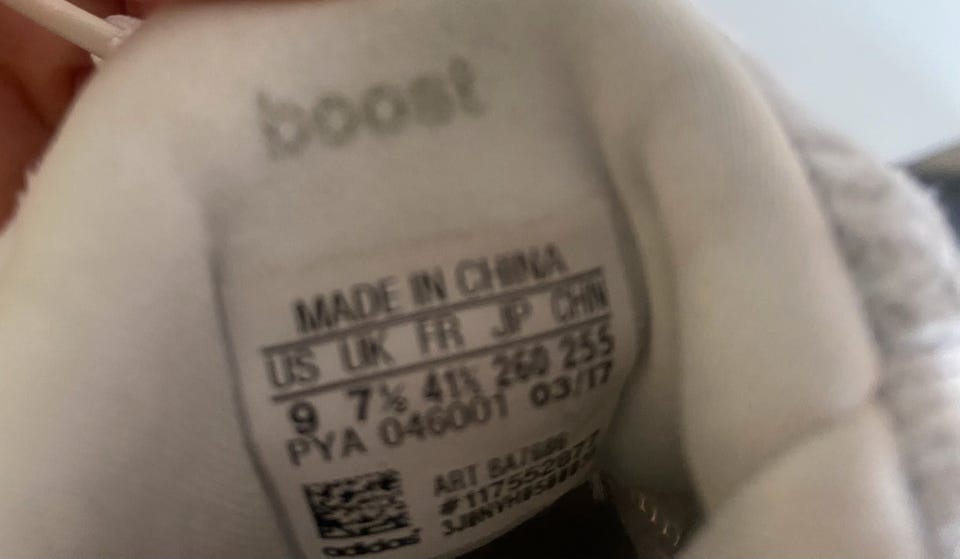 boost
MADE IN CHINA
US UK FR JP CHN
9 7½ 41⅓ 260 255
PYA 046001 03/17
ART
adidas